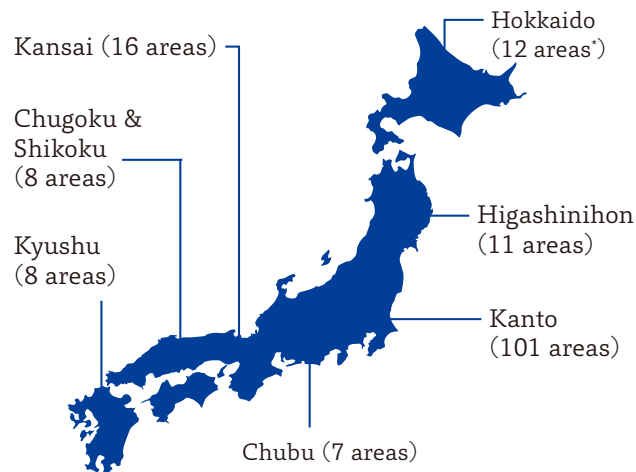 Hokkaido
(12 areas*)
Kansai (16 areas)
Chugoku &
Shikoku
(8 areas)
Higashinihon
(11 areas)
Kyushu
(8 areas)
Kanto
(101 areas)
Chubu (7 areas)